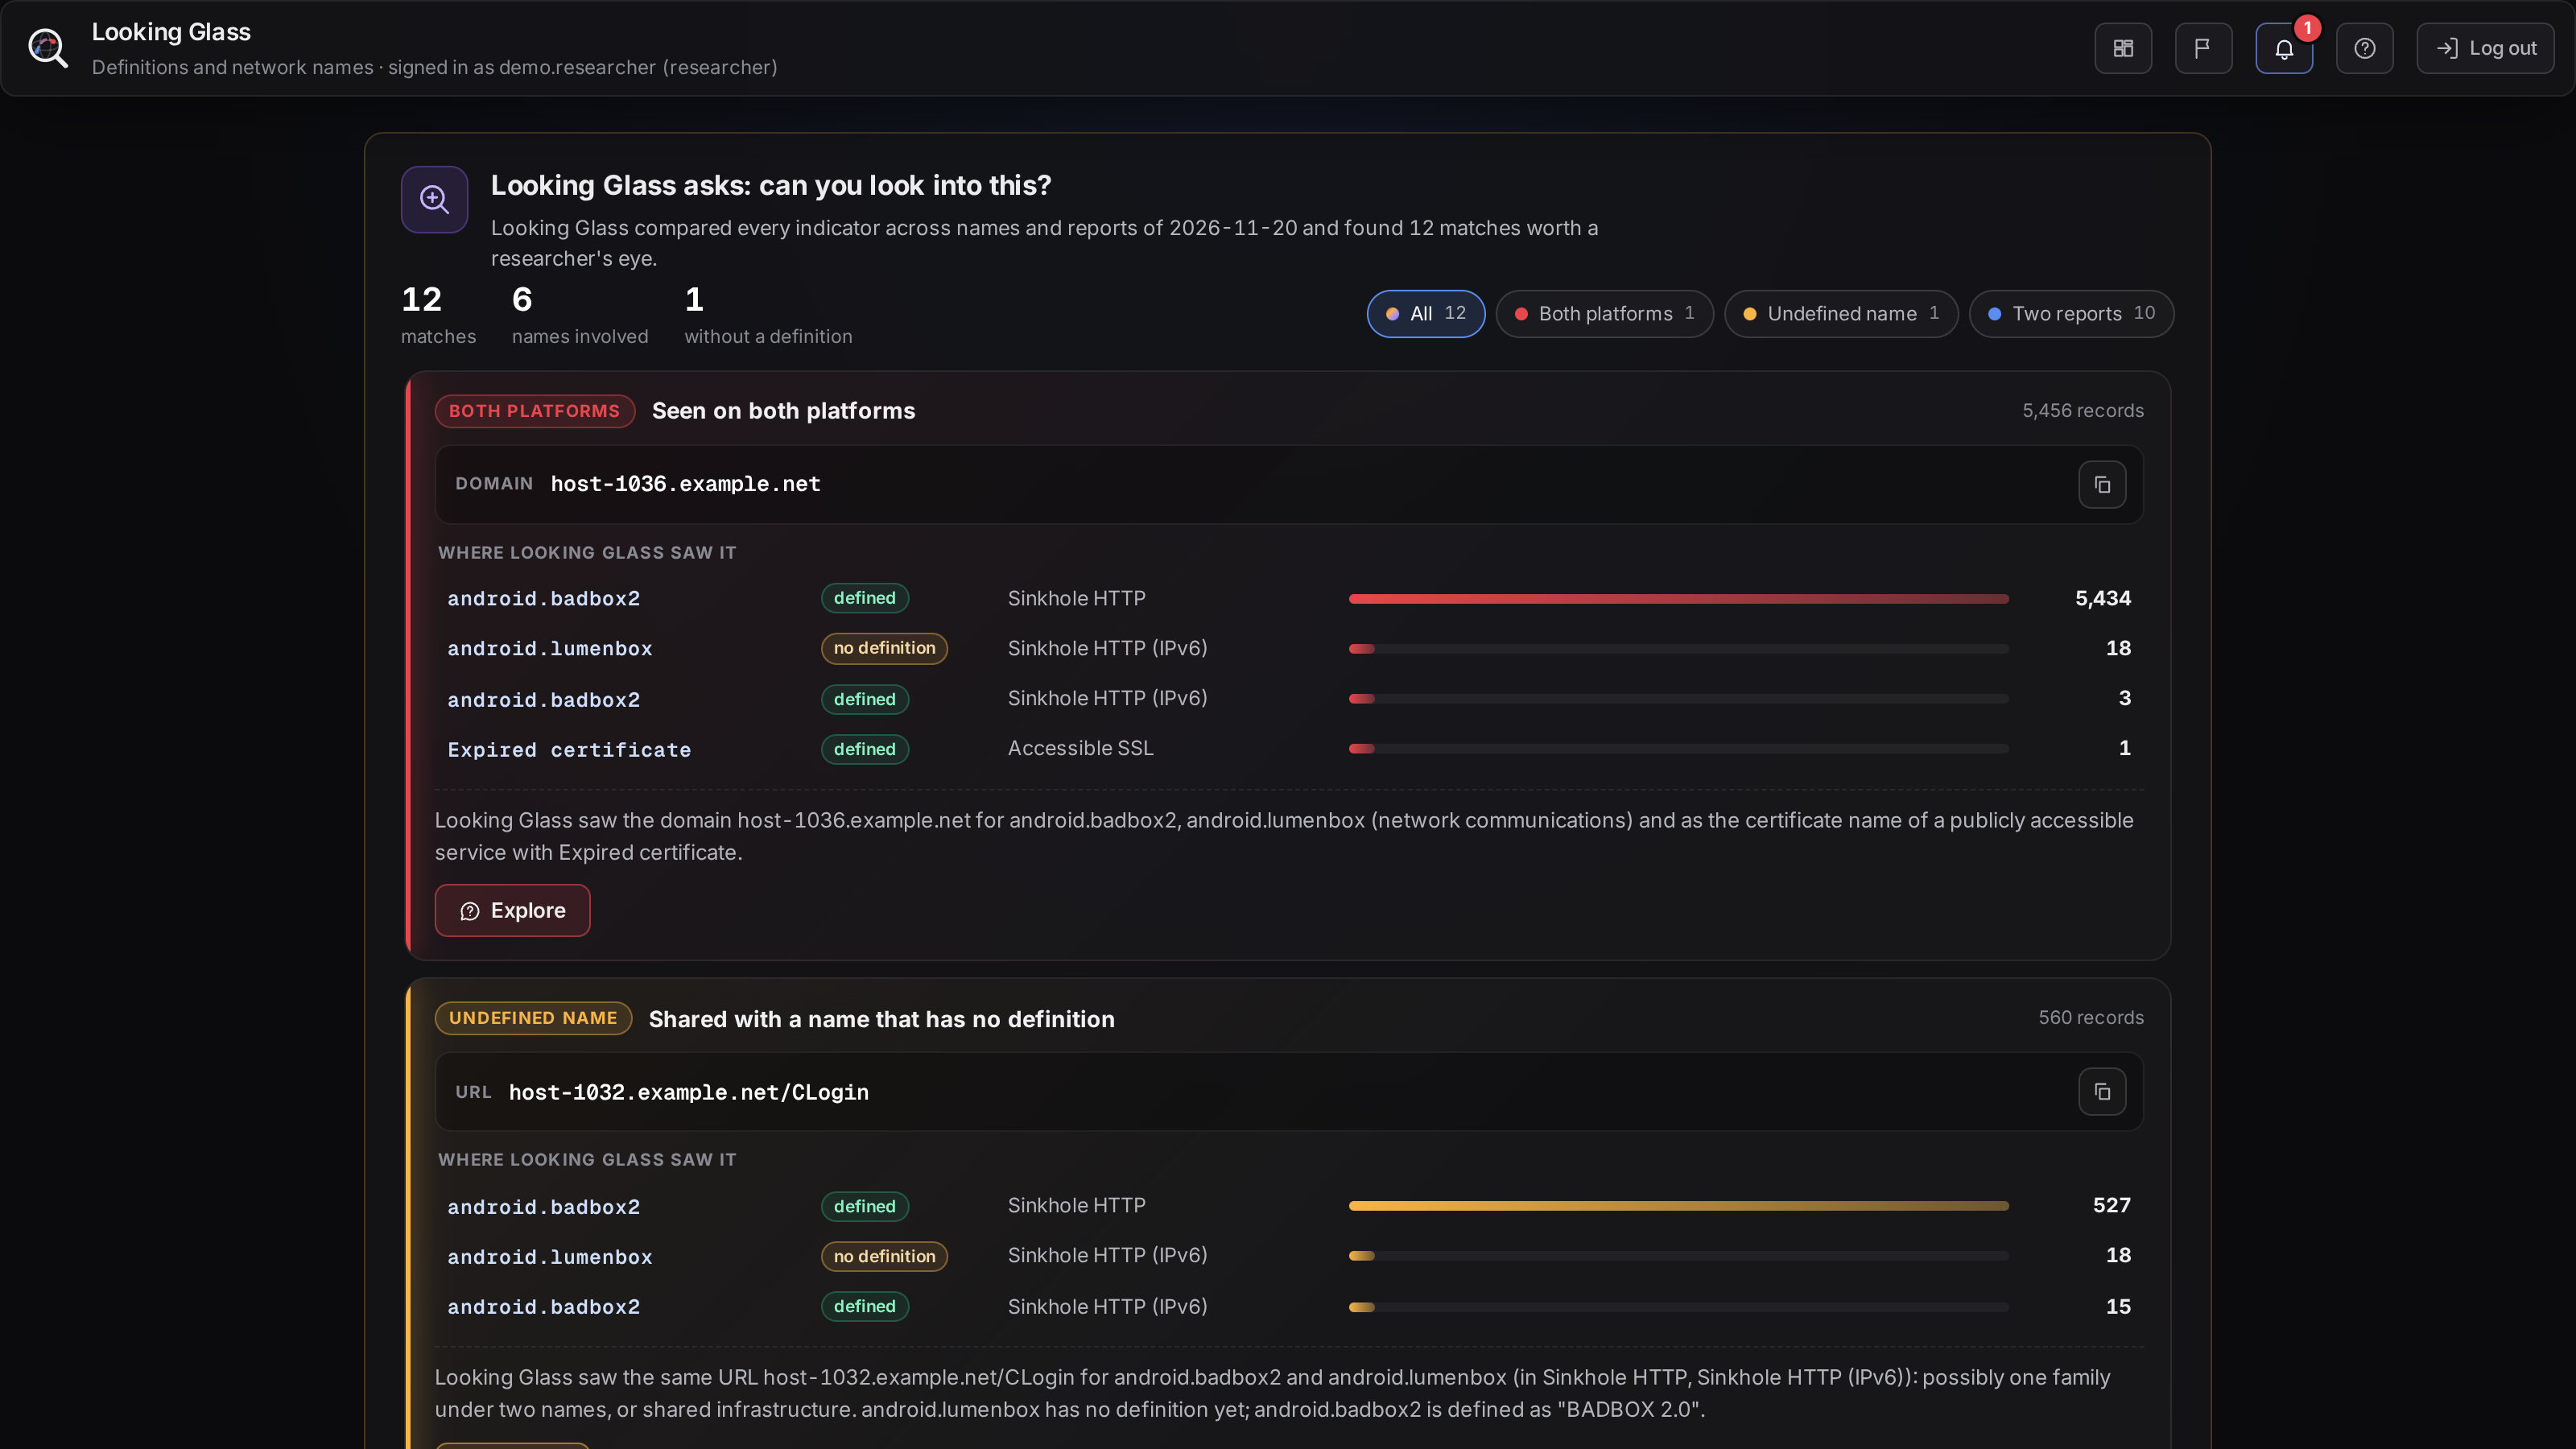 Looking Glass
Definitions and network names · signed in as demo.researcher (researcher)
1
Log out
Looking Glass asks: can you look into this?
Looking Glass compared every indicator across names and reports of 2026-11-20 and found 12 matches worth a
researcher's eye.
12 matches
6 names involved
1 without a definition
All 12
Both platforms 1
Undefined name 1
Two reports 10
BOTH PLATFORMS Seen on both platforms 5,456 records
DOMAIN host-1036.example.net
WHERE LOOKING GLASS SAW IT
android.badbox2 defined Sinkhole HTTP 5,434
android.lumenbox no definition Sinkhole HTTP (IPv6) 18
android.badbox2 defined Sinkhole HTTP (IPv6) 3
Expired certificate defined Accessible SSL 1
Looking Glass saw the domain host-1036.example.net for android.badbox2, android.lumenbox (network communications) and as the certificate name of a publicly accessible
service with Expired certificate.
Explore
UNDEFINED NAME Shared with a name that has no definition 560 records
URL host-1032.example.net/CLogin
WHERE LOOKING GLASS SAW IT
android.badbox2 defined Sinkhole HTTP 527
android.lumenbox no definition Sinkhole HTTP (IPv6) 18
android.badbox2 defined Sinkhole HTTP (IPv6) 15
Looking Glass saw the same URL host-1032.example.net/CLogin for android.badbox2 and android.lumenbox (in Sinkhole HTTP, Sinkhole HTTP (IPv6)): possibly one family
under two names, or shared infrastructure. android.lumenbox has no definition yet; android.badbox2 is defined as "BADBOX 2.0".